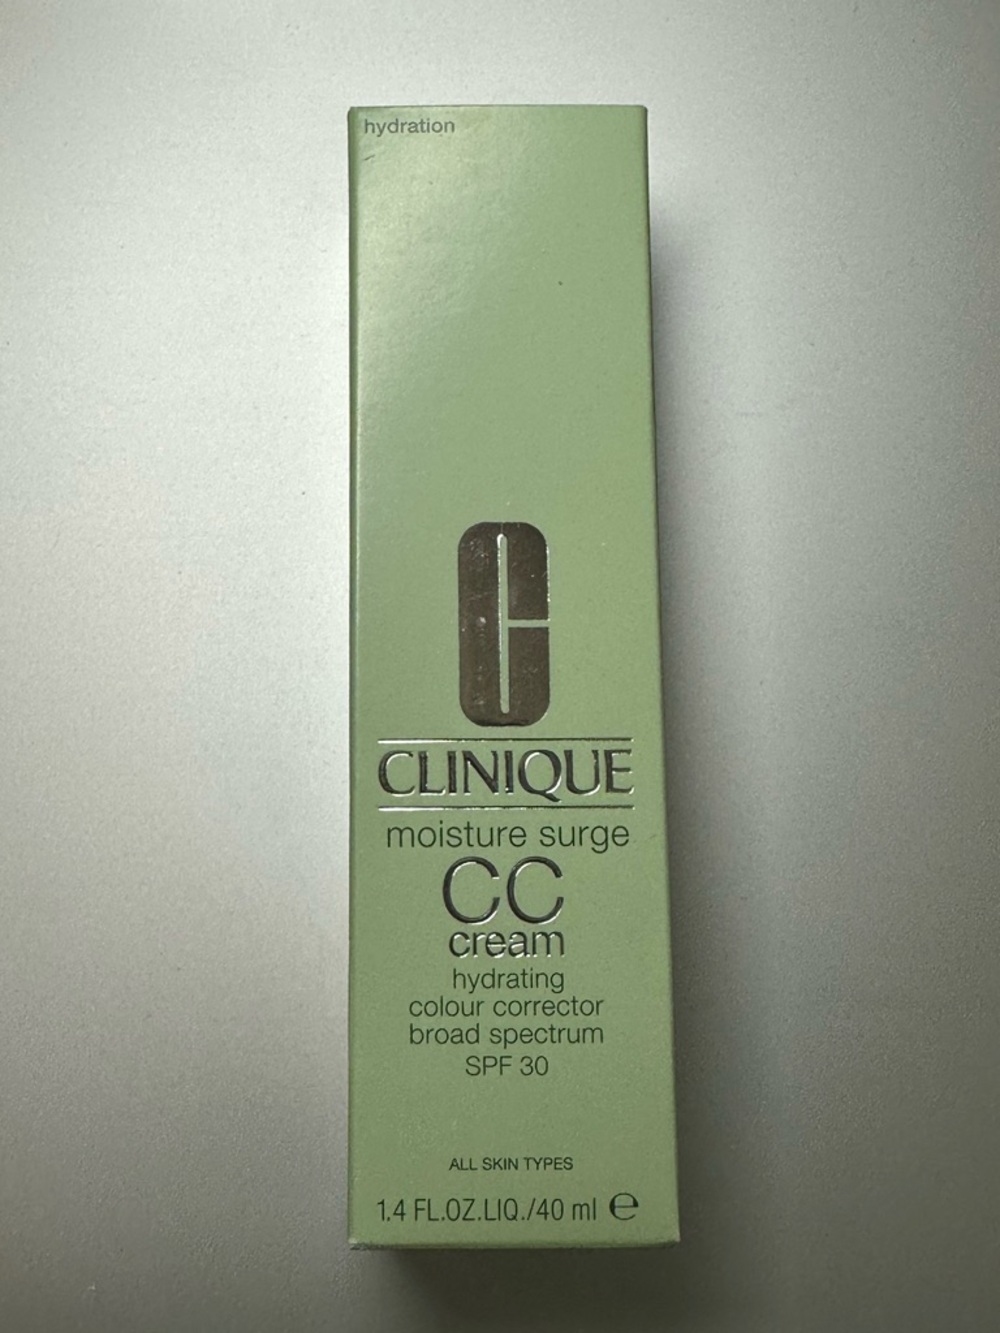 hydration
C
CLINIQUE
moisture surge
CC
cream
hydrating
colour corrector
broad spectrum
SPF 30
ALL SKIN TYPES
1.4 FL.OZ.LIQ./40 ml ℮